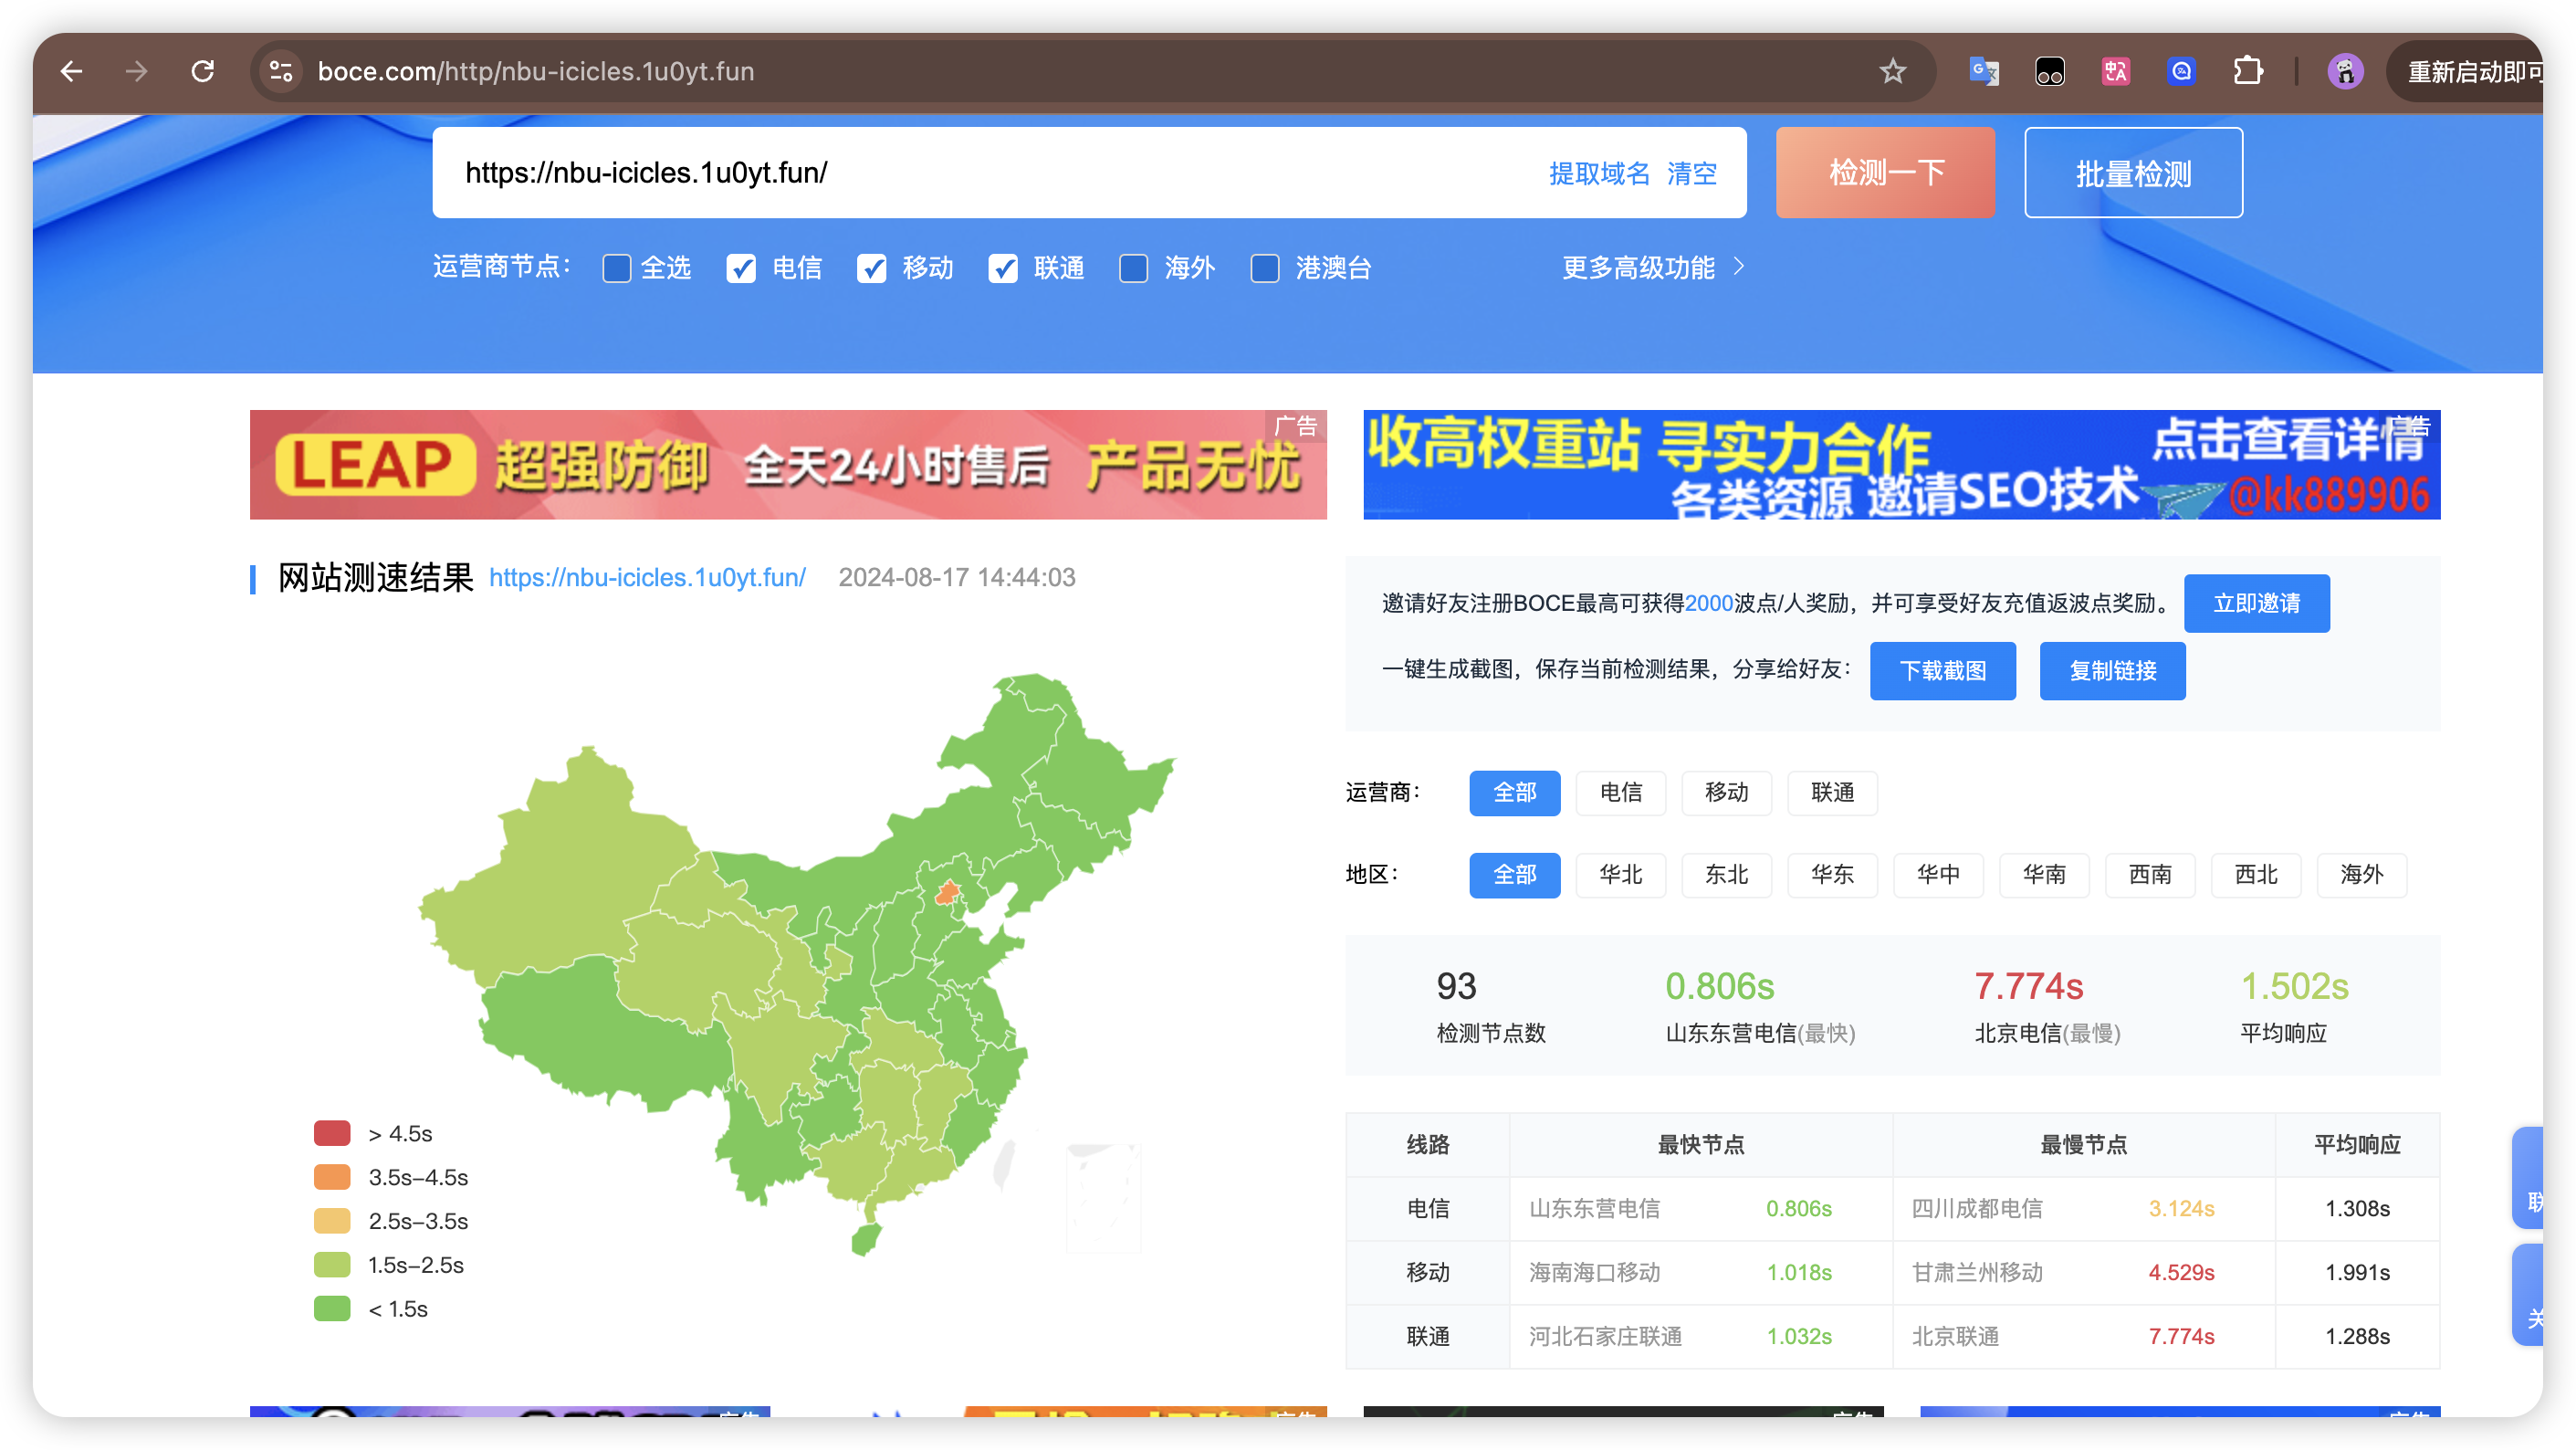 boce.com/http/nbu-icicles.1u0yt.fun
重新启动即可
https://nbu-icicles.1u0yt.fun/ 提取域名 清空 检测一下 批量检测
运营商节点： 全选 电信 移动 联通 海外 港澳台 更多高级功能
LEAP 超强防御 全天24小时售后 产品无忧 广告
收高权重站 寻实力合作 点击查看详情
各类资源 邀请SEO技术 @kk889906
网站测速结果 https://nbu-icicles.1u0yt.fun/ 2024-08-17 14:44:03
邀请好友注册BOCE最高可获得2000波点/人奖励，并可享受好友充值返波点奖励。 立即邀请
一键生成截图，保存当前检测结果，分享给好友： 下载截图 复制链接
运营商： 全部 电信 移动 联通
地区： 全部 华北 东北 华东 华中 华南 西南 西北 海外
93 0.806s 7.774s 1.502s
检测节点数 山东东营电信(最快) 北京电信(最慢) 平均响应
> 4.5s
3.5s-4.5s
2.5s-3.5s
1.5s-2.5s
< 1.5s
线路 最快节点 最慢节点 平均响应
电信 山东东营电信 0.806s 四川成都电信 3.124s 1.308s
移动 海南海口移动 1.018s 甘肃兰州移动 4.529s 1.991s
联通 河北石家庄联通 1.032s 北京联通 7.774s 1.288s